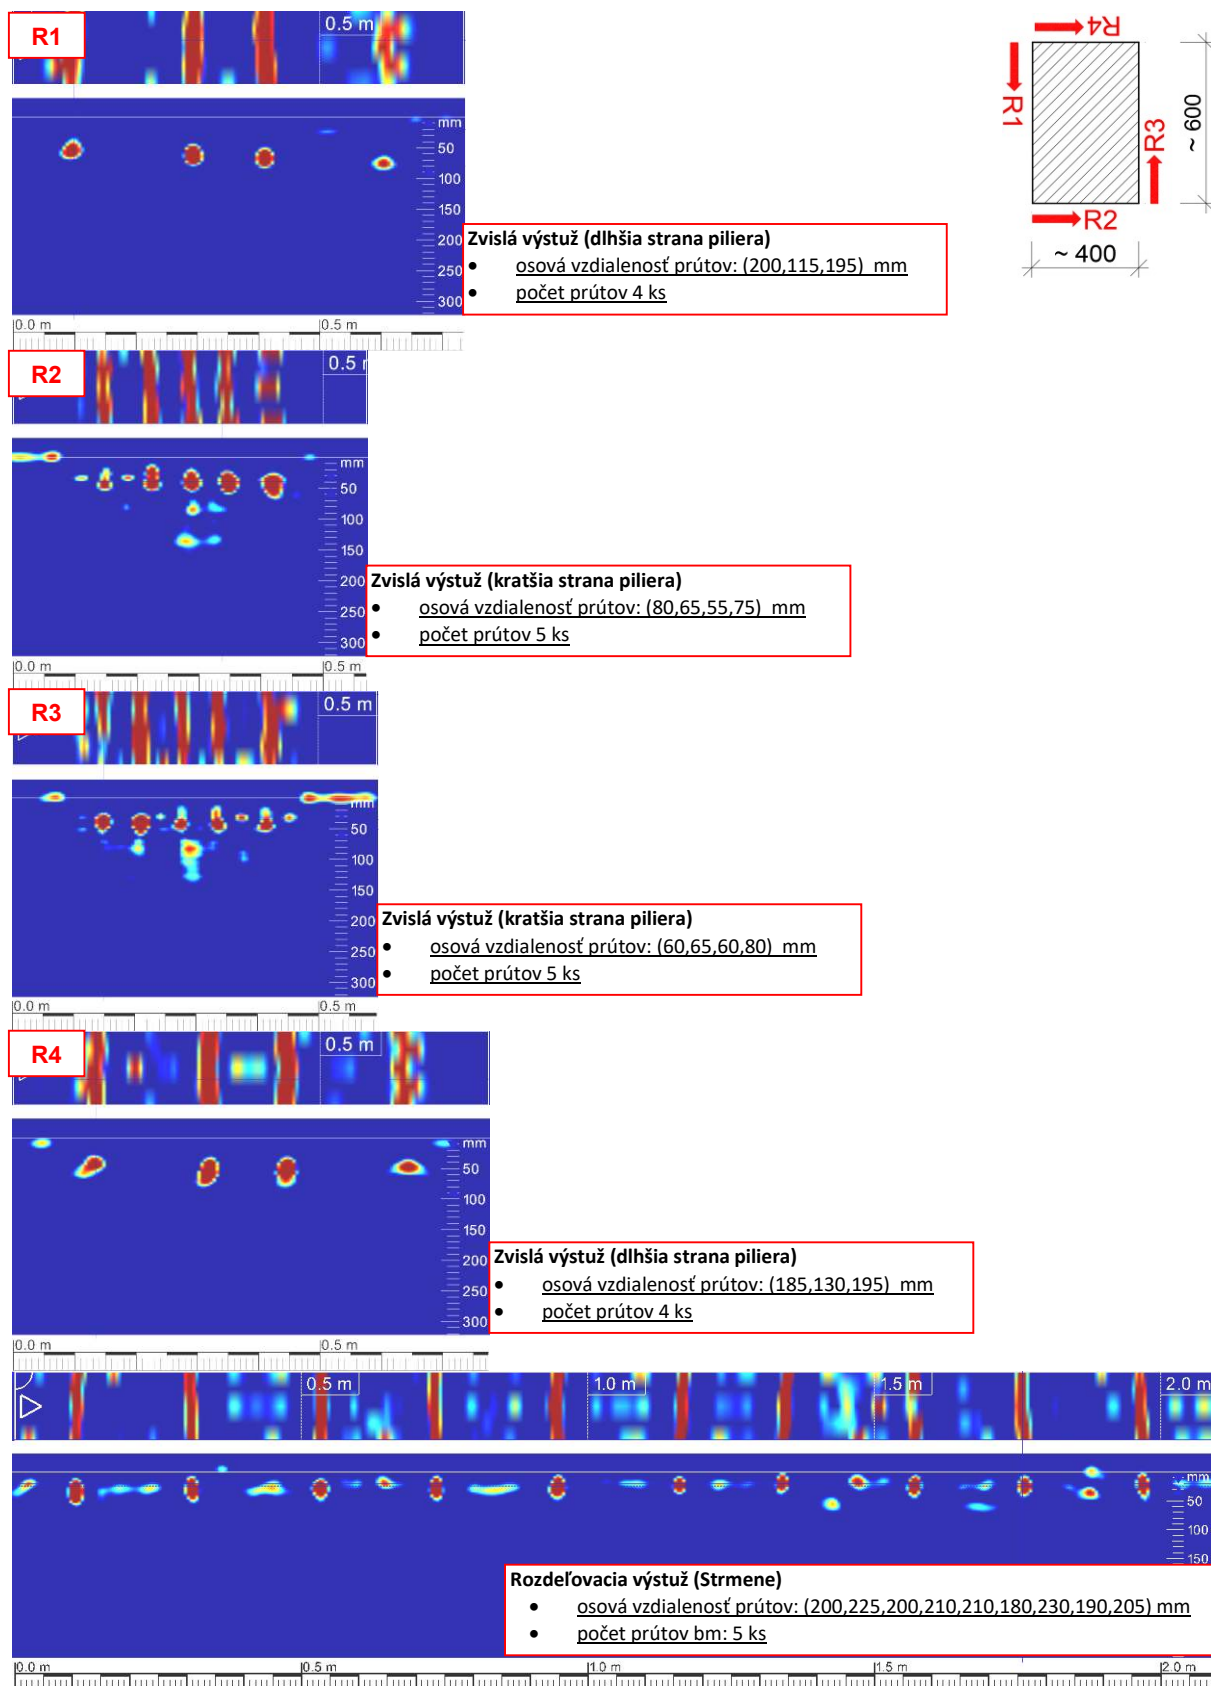 R1
0.5 m
mm
50
100
150
200
250
300
0.0 m
0.5 m
Zvislá výstuž (dlhšia strana piliera)
• osová vzdialenosť prútov: (200,115,195) mm
• počet prútov 4 ks
R4
R1
R3
R2
~ 600
~ 400
R2
0.5
mm
50
100
150
200
250
300
0.0 m
0.5 m
Zvislá výstuž (kratšia strana piliera)
• osová vzdialenosť prútov: (80,65,55,75) mm
• počet prútov 5 ks
R3
0.5 m
mm
50
100
150
200
250
300
0.0 m
0.5 m
Zvislá výstuž (kratšia strana piliera)
• osová vzdialenosť prútov: (60,65,60,80) mm
• počet prútov 5 ks
R4
0.5 m
mm
50
100
150
200
250
300
0.0 m
0.5 m
Zvislá výstuž (dlhšia strana piliera)
• osová vzdialenosť prútov: (185,130,195) mm
• počet prútov 4 ks
0.5 m
1.0 m
1.5 m
2.0 m
mm
50
100
150
Rozdeľovacia výstuž (Strmene)
• osová vzdialenosť prútov: (200,225,200,210,210,180,230,190,205) mm
• počet prútov bm: 5 ks
0.0 m
0.5 m
1.0 m
1.5 m
2.0 m